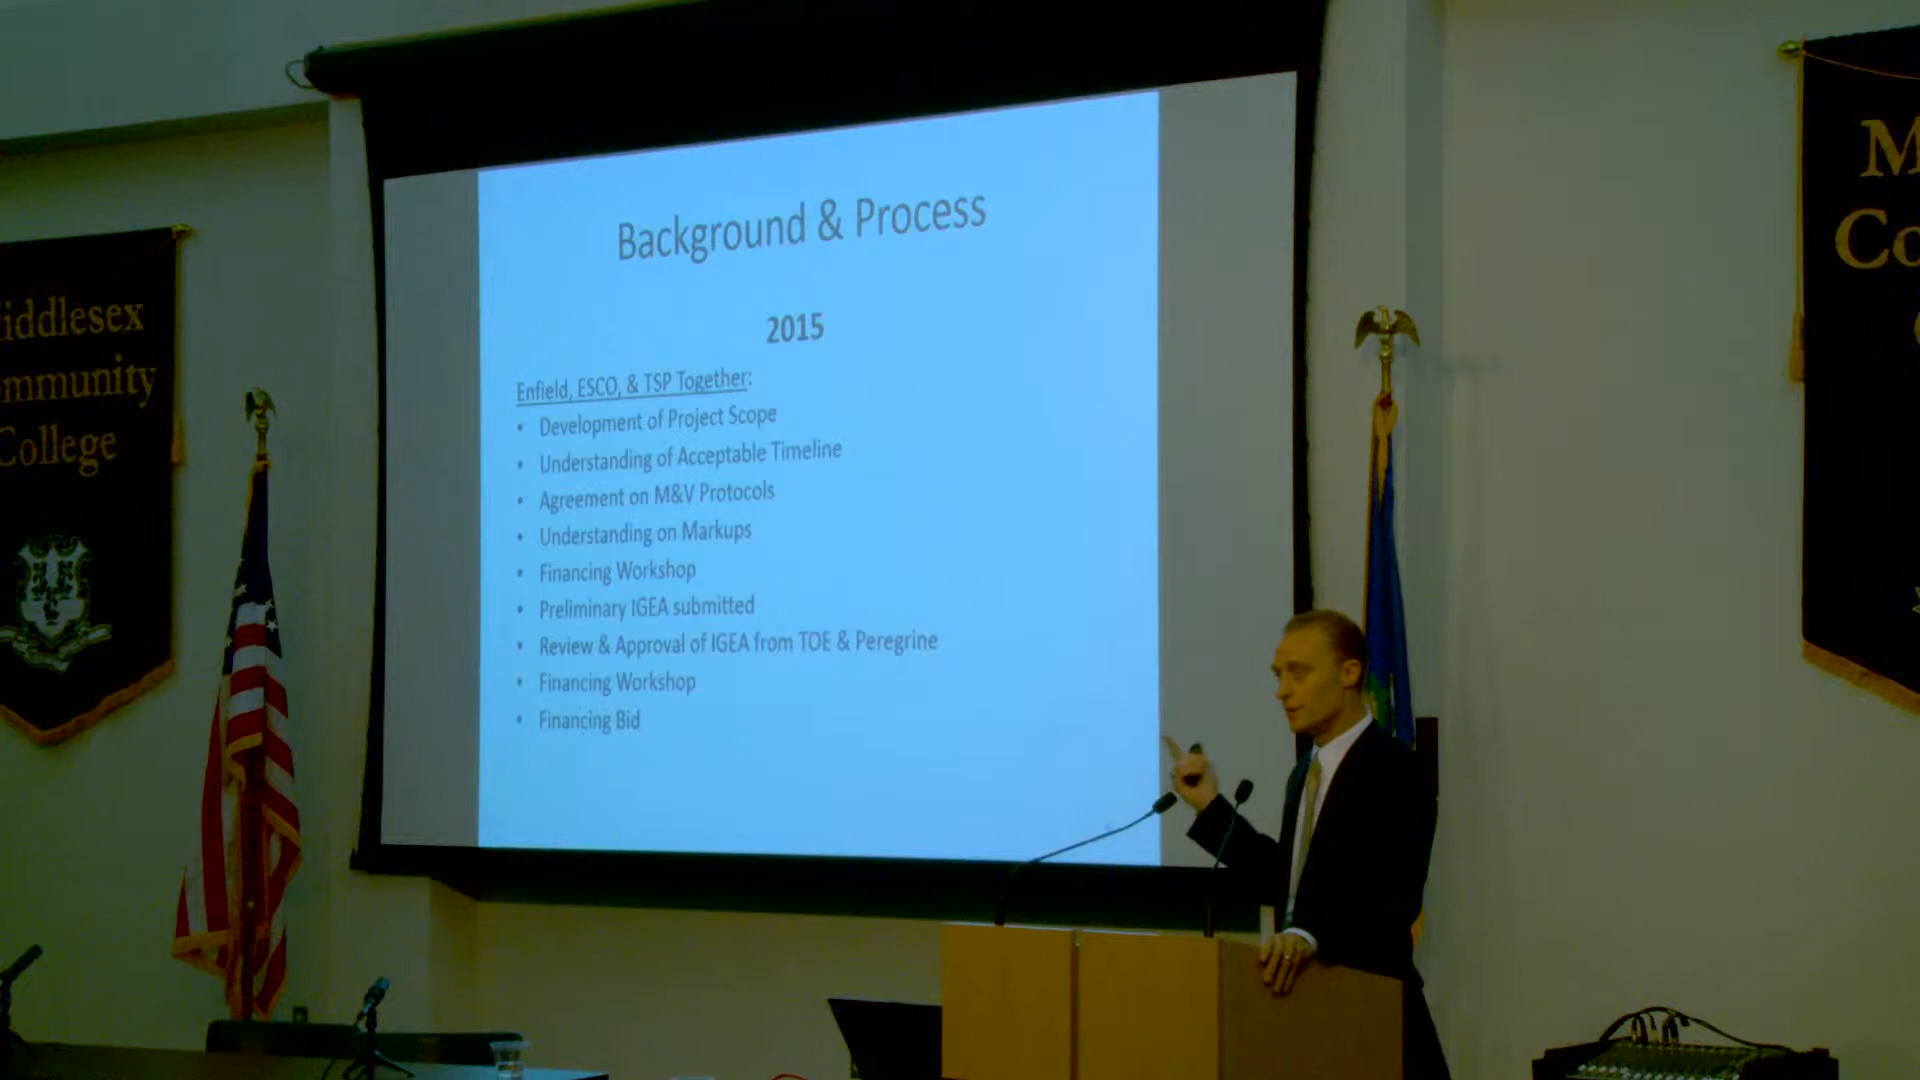 Background & Process
2015
Enfield, ESCO, & TSP Together:
• Development of Project Scope
• Understanding of Acceptable Timeline
• Agreement on M&V Protocols
• Understanding on Markups
• Financing Workshop
• Preliminary IGEA submitted
• Review & Approval of IGEA from TOE & Peregrine
• Financing Workshop
• Financing Bid
iddlesex
mmunity
College
M
Co